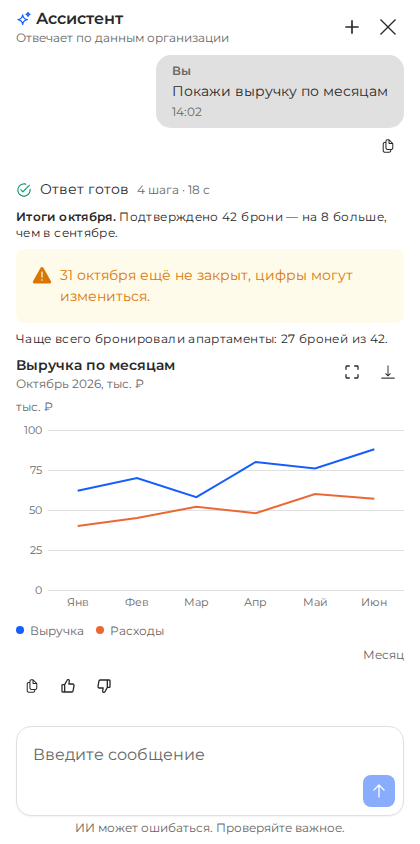 Ассистент
Отвечает по данным организации
Вы
Покажи выручку по месяцам
14:02
Ответ готов 4 шага · 18 с
Итоги октября. Подтверждено 42 брони — на 8 больше,
чем в сентябре.
31 октября ещё не закрыт, цифры могут
измениться.
Чаще всего бронировали апартаменты: 27 броней из 42.
Выручка по месяцам
Октябрь 2026, тыс. ₽
тыс. ₽
100
75
50
25
0
Янв Фев Мар Апр Май Июн
Выручка Расходы
Месяц
Введите сообщение
ИИ может ошибаться. Проверяйте важное.